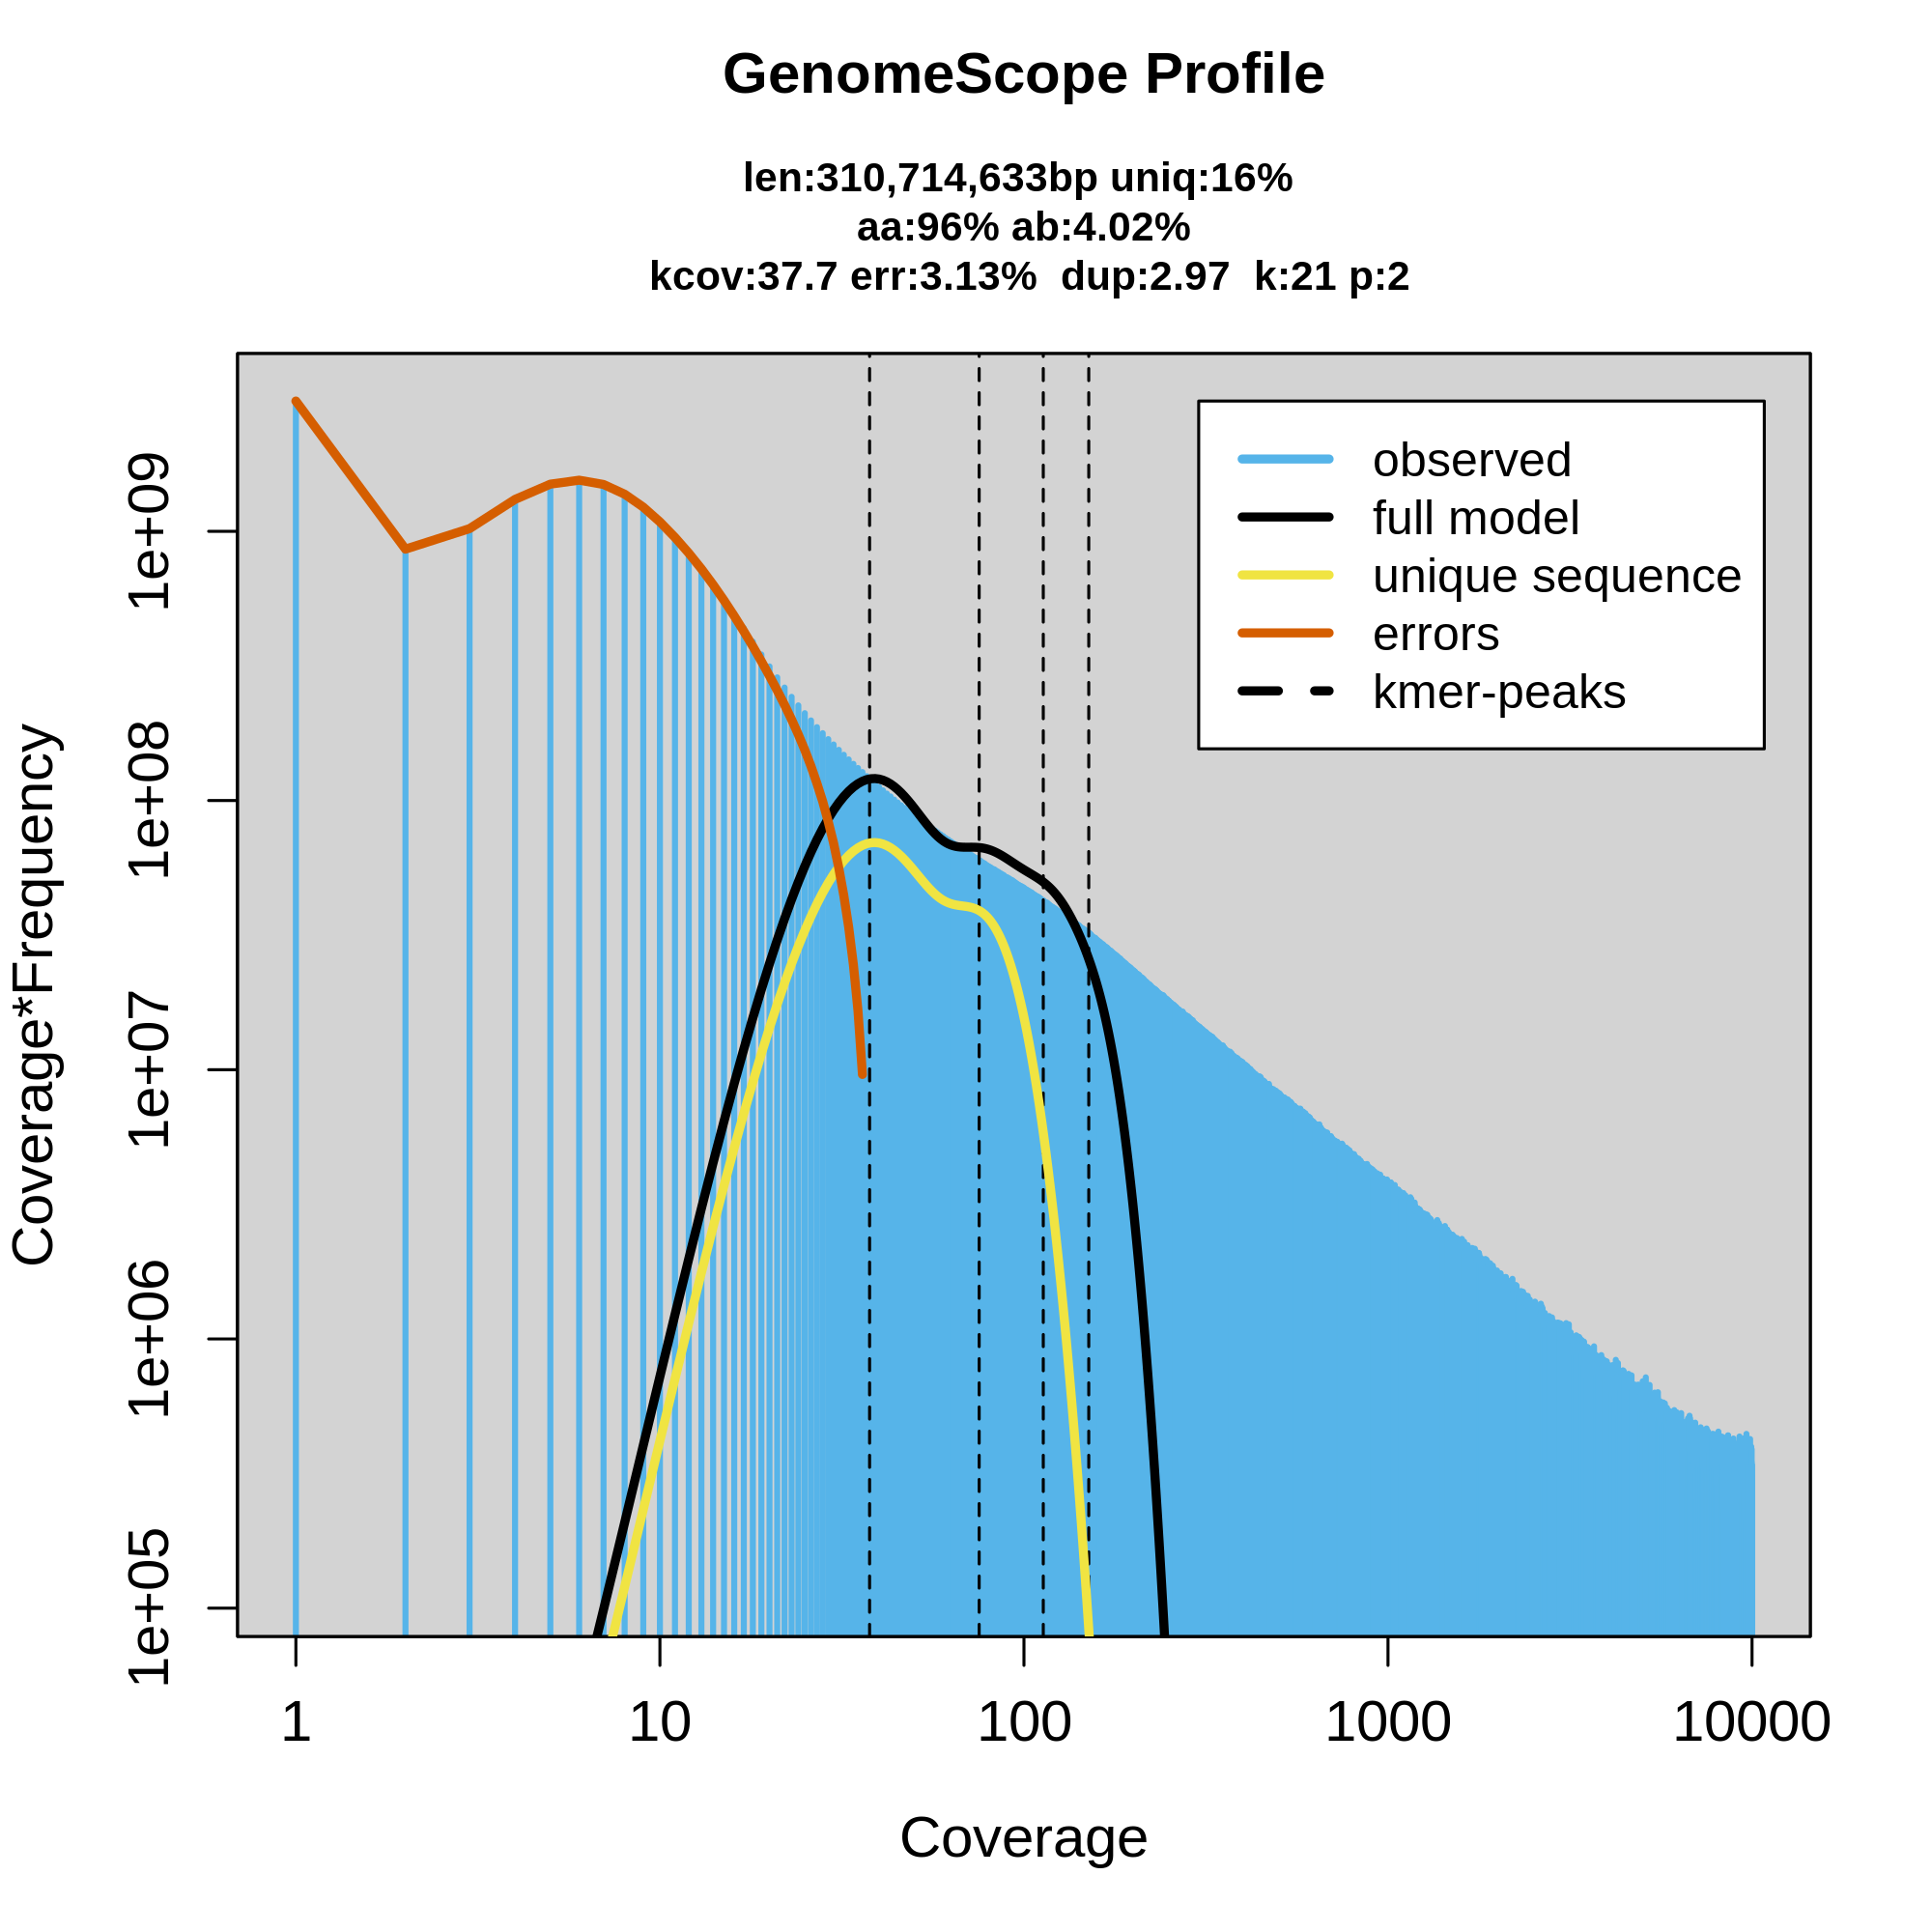 GenomeScope Profile
len:310,714,633bp uniq:16%
aa:96% ab:4.02%
kcov:37.7 err:3.13%  dup:2.97  k:21 p:2
observed
full model
unique sequence
errors
kmer-peaks
Coverage*Frequency
1e+09
1e+08
1e+07
1e+06
1e+05
1 10 100 1000 10000
Coverage